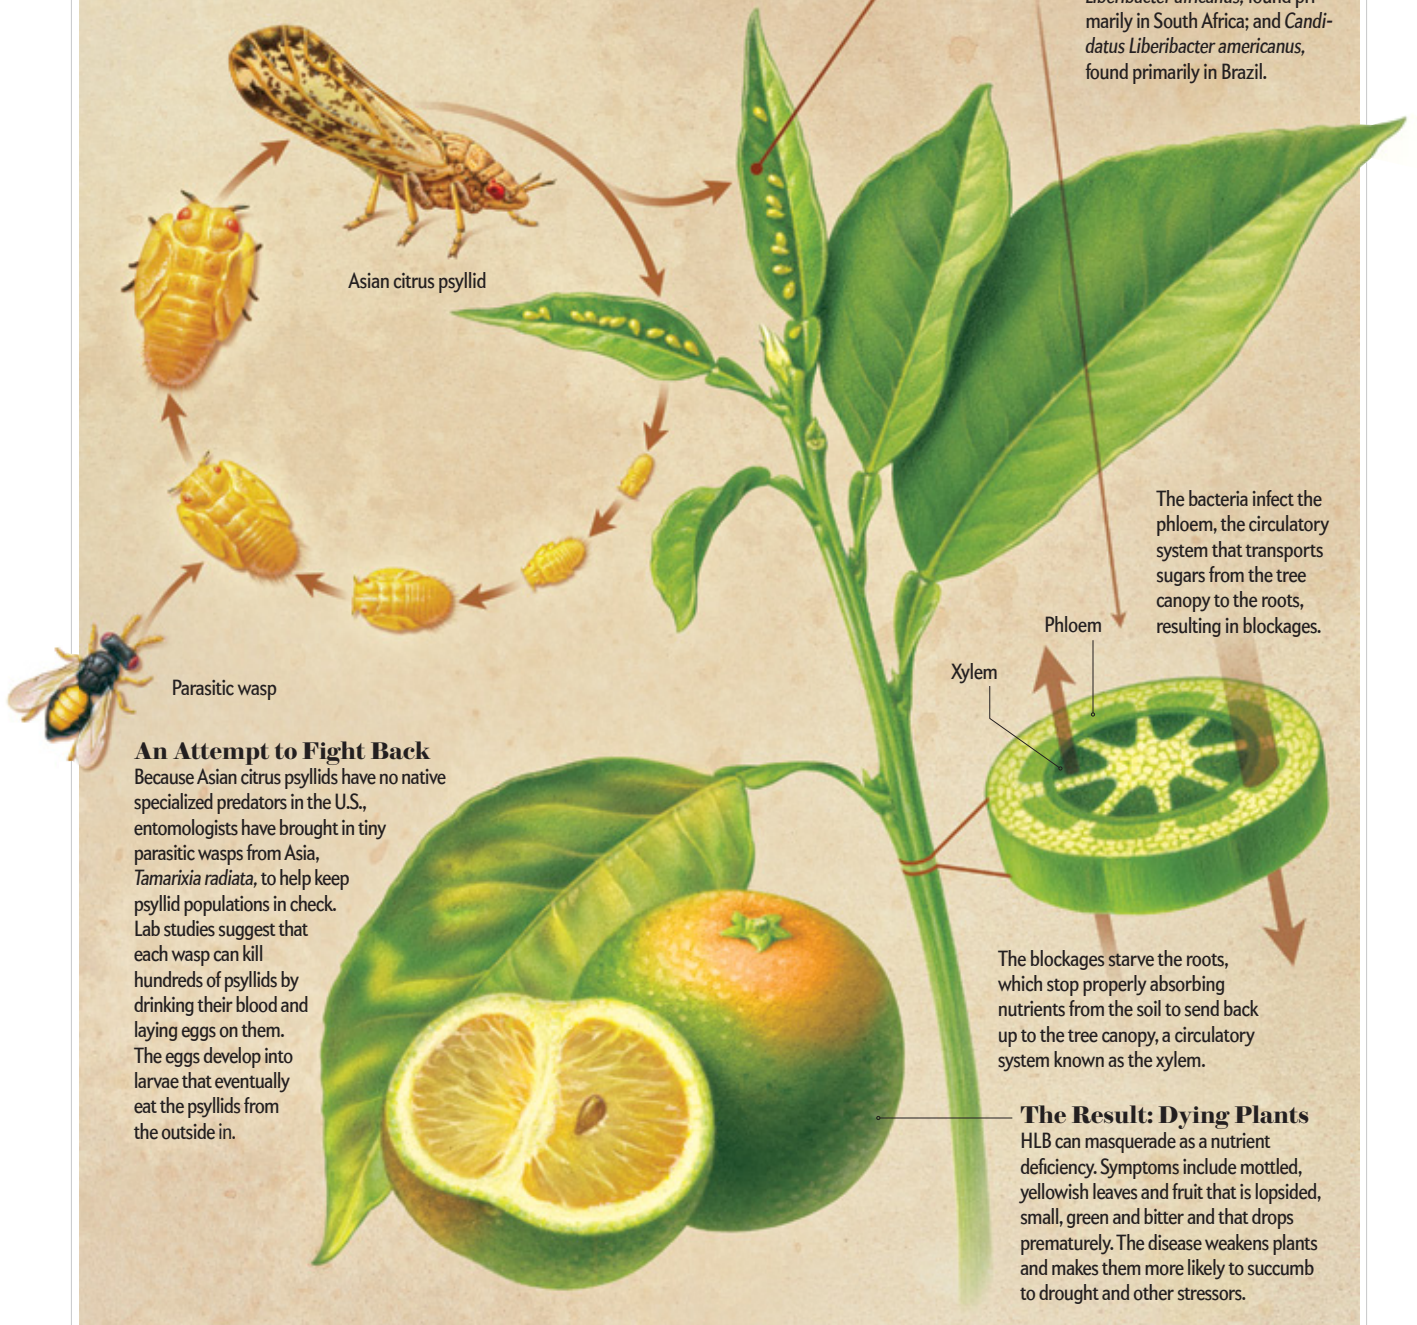 Liberibacter africanus, found pri-
marily in South Africa; and Candi-
datus Liberibacter americanus,
found primarily in Brazil.
Asian citrus psyllid
The bacteria infect the
phloem, the circulatory
system that transports
sugars from the tree
canopy to the roots,
resulting in blockages.
Phloem
Xylem
Parasitic wasp
An Attempt to Fight Back
Because Asian citrus psyllids have no native
specialized predators in the U.S.,
entomologists have brought in tiny
parasitic wasps from Asia,
Tamarixia radiata, to help keep
psyllid populations in check.
Lab studies suggest that
each wasp can kill
hundreds of psyllids by
drinking their blood and
laying eggs on them.
The eggs develop into
larvae that eventually
eat the psyllids from
the outside in.
The blockages starve the roots,
which stop properly absorbing
nutrients from the soil to send back
up to the tree canopy, a circulatory
system known as the xylem.
The Result: Dying Plants
HLB can masquerade as a nutrient
deficiency. Symptoms include mottled,
yellowish leaves and fruit that is lopsided,
small, green and bitter and that drops
prematurely. The disease weakens plants
and makes them more likely to succumb
to drought and other stressors.